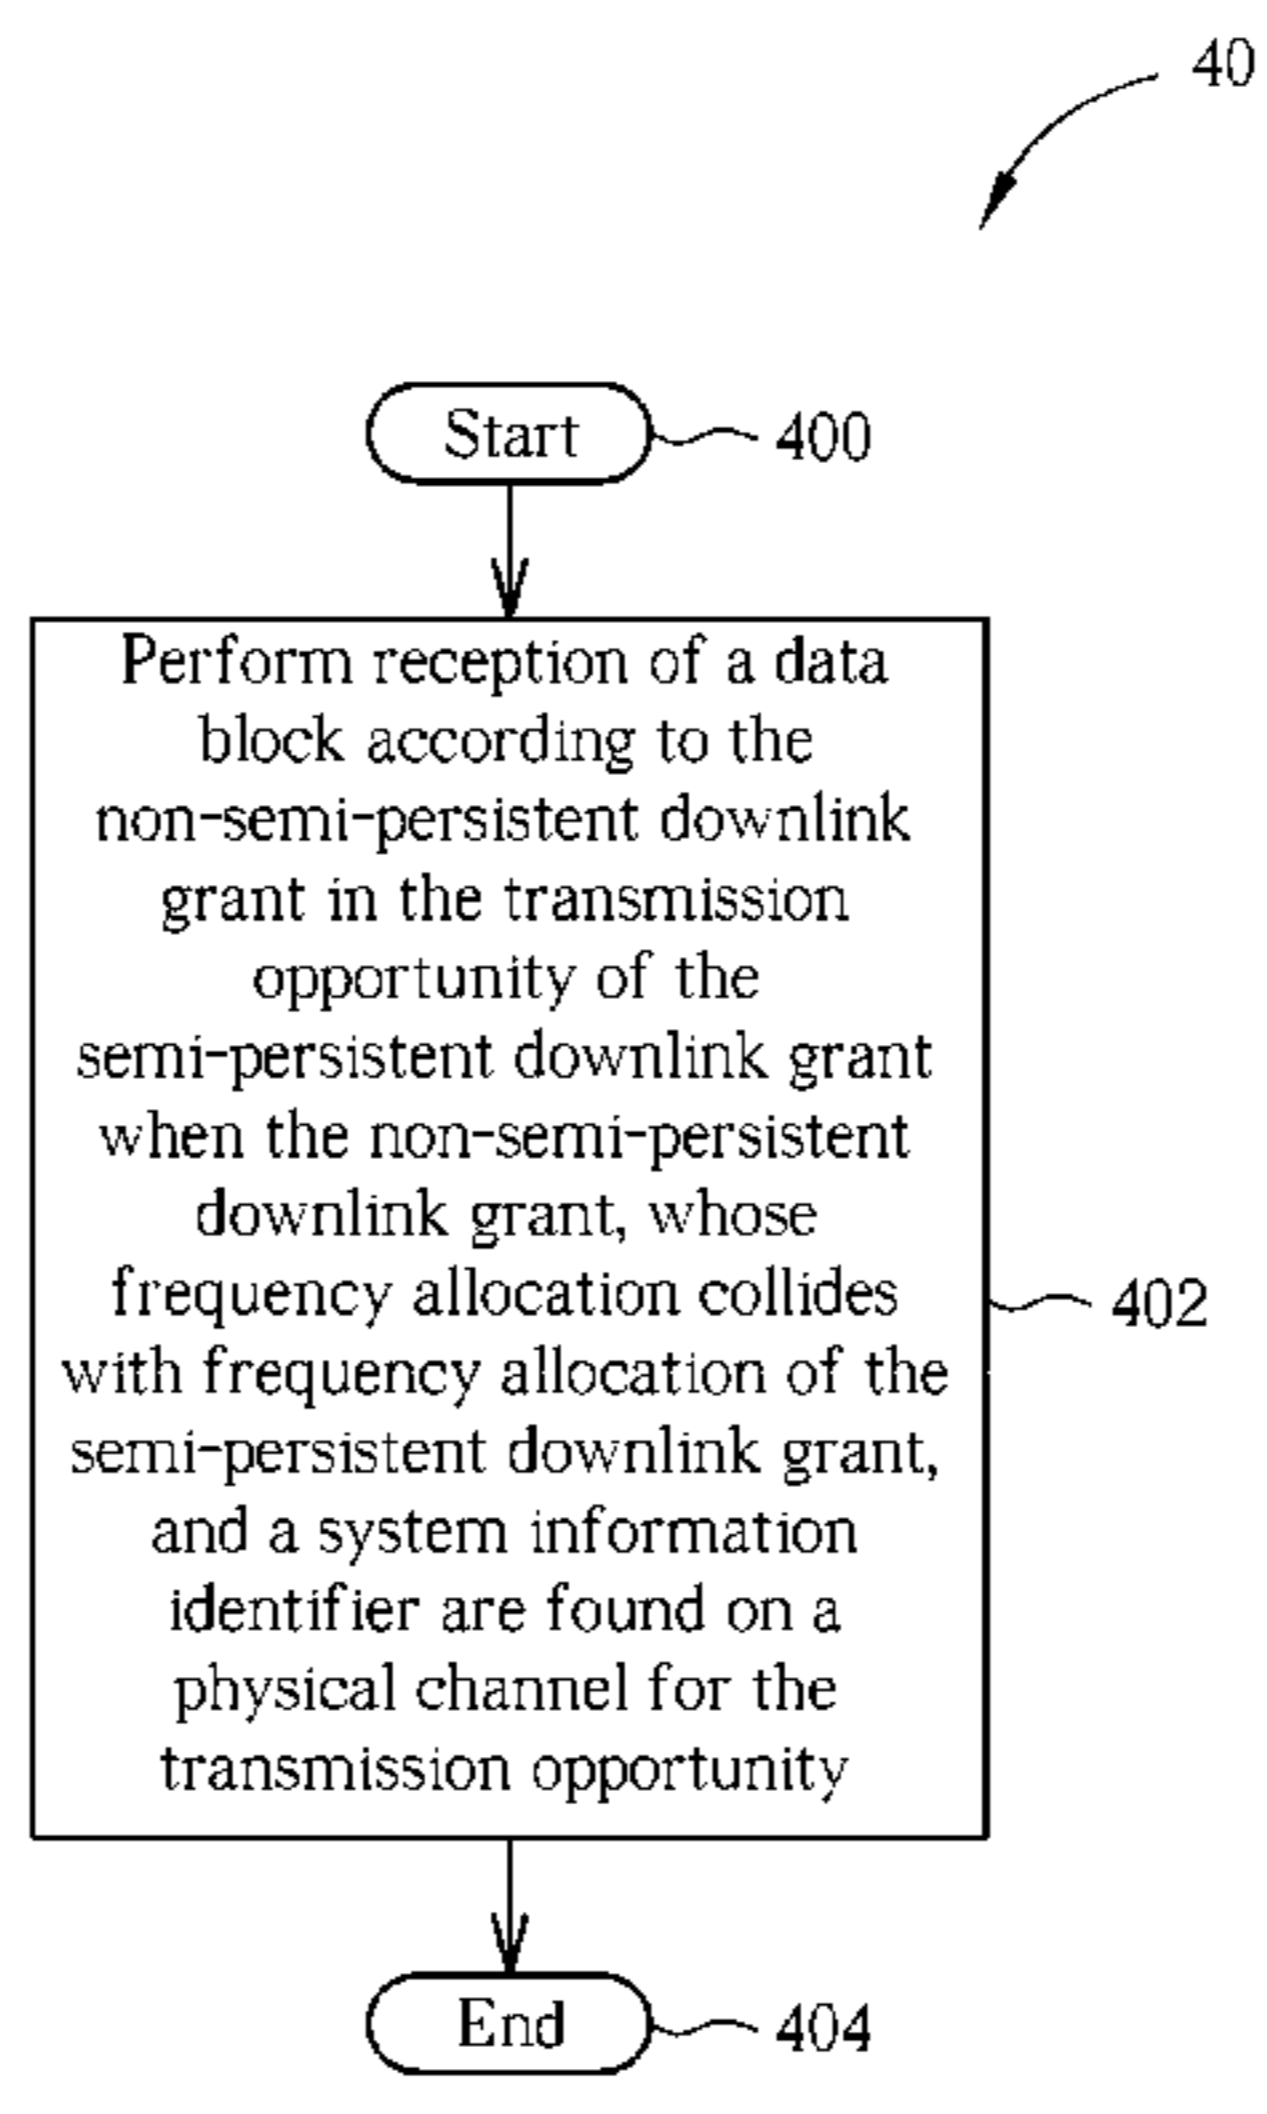 40
Start
400
Perform reception of a data
block according to the
non-semi-persistent downlink
grant in the transmission
opportunity of the
semi-persistent downlink grant
when the non-semi-persistent
downlink grant, whose
frequency allocation collides
with frequency allocation of the
semi-persistent downlink grant,
and a system information
identifier are found on a
physical channel for the
transmission opportunity
402
End
404